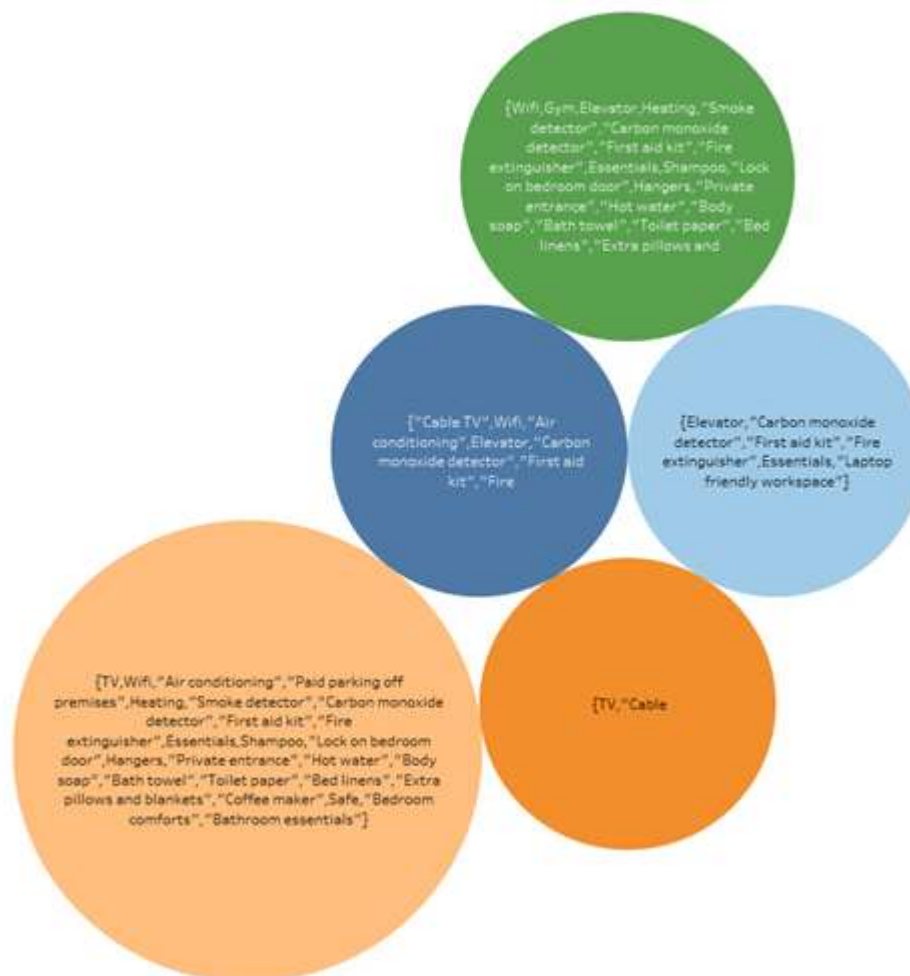 {Wifi,Gym,Elevator,Heating,"Smoke
detector","Carbon monoxide
detector","First aid kit","Fire
extinguisher",Essentials,Shampoo,"Lock
on bedroom door",Hangers,"Private
entrance","Hot water","Body
soap","Bath towel","Toilet paper","Bed
linens","Extra pillows and
{"Cable TV",Wifi,"Air
conditioning",Elevator,"Carbon
monoxide detector","First aid
kit","Fire
{Elevator,"Carbon monoxide
detector","First aid kit","Fire
extinguisher",Essentials,"Laptop
friendly workspace"}
{TV,Wifi,"Air conditioning","Paid parking off
premises",Heating,"Smoke detector","Carbon monoxide
detector","First aid kit","Fire
extinguisher",Essentials,Shampoo,"Lock on bedroom
door",Hangers,"Private entrance","Hot water","Body
soap","Bath towel","Toilet paper","Bed linens","Extra
pillows and blankets","Coffee maker",Safe,"Bedroom
comforts","Bathroom essentials"}
{TV,"Cable